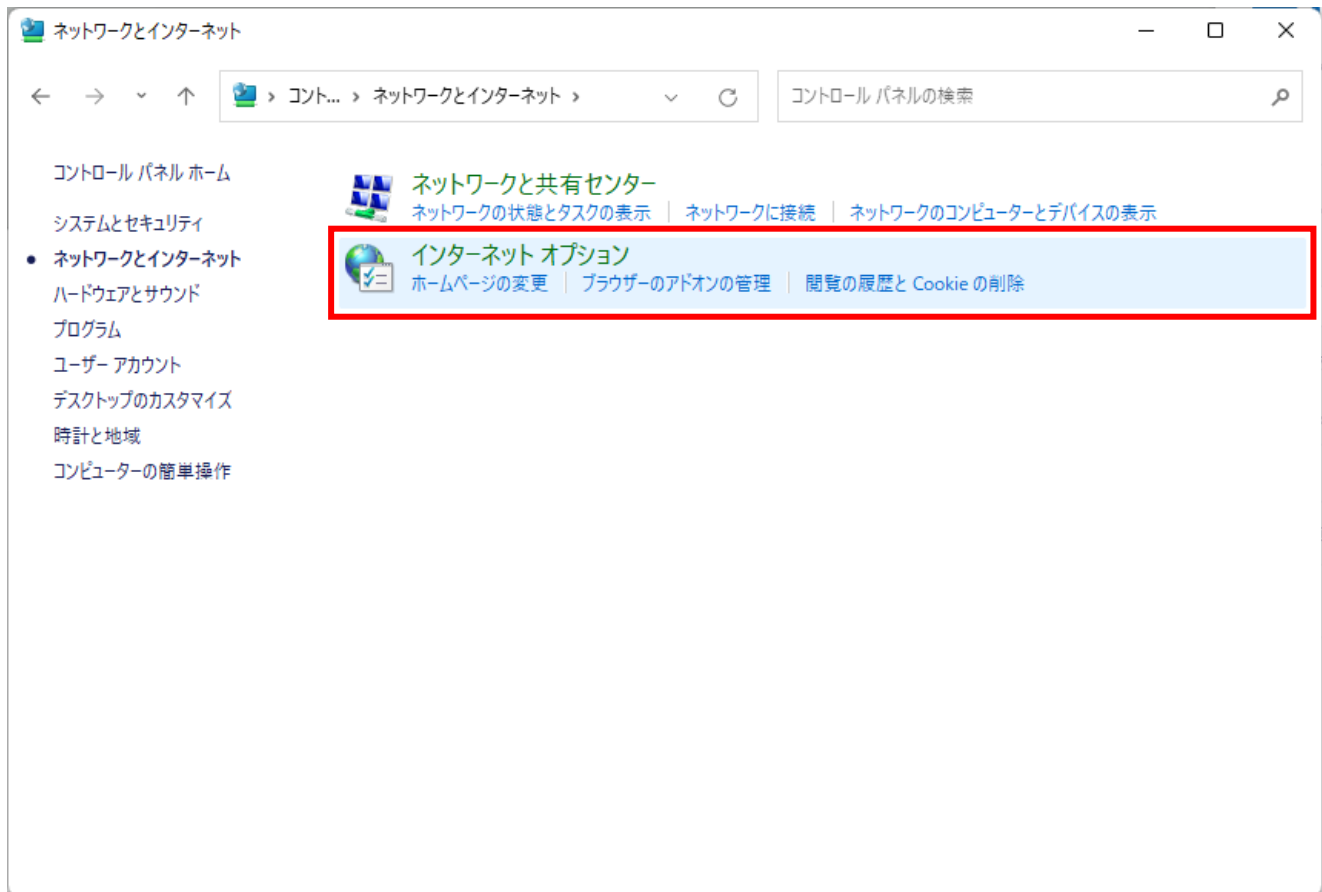 ネットワークとインターネット
コント... › ネットワークとインターネット ›
コントロール パネルの検索
コントロール パネル ホーム
システムとセキュリティ
ネットワークとインターネット
ハードウェアとサウンド
プログラム
ユーザー アカウント
デスクトップのカスタマイズ
時計と地域
コンピューターの簡単操作
ネットワークと共有センター
ネットワークの状態とタスクの表示 | ネットワークに接続 | ネットワークのコンピューターとデバイスの表示
インターネット オプション
ホームページの変更 | ブラウザーのアドオンの管理 | 閲覧の履歴と Cookie の削除